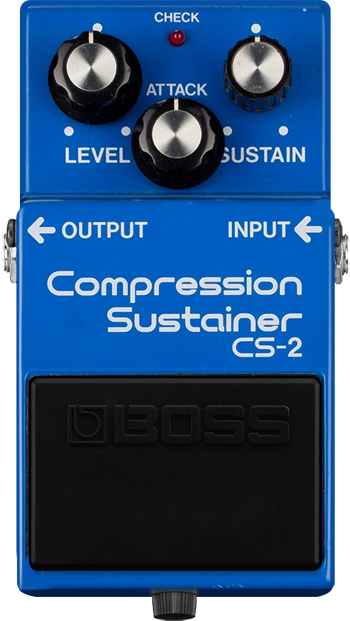 CHECK
ATTACK
LEVEL
SUSTAIN
OUTPUT
INPUT
Compression
Sustainer
CS-2
BOSS